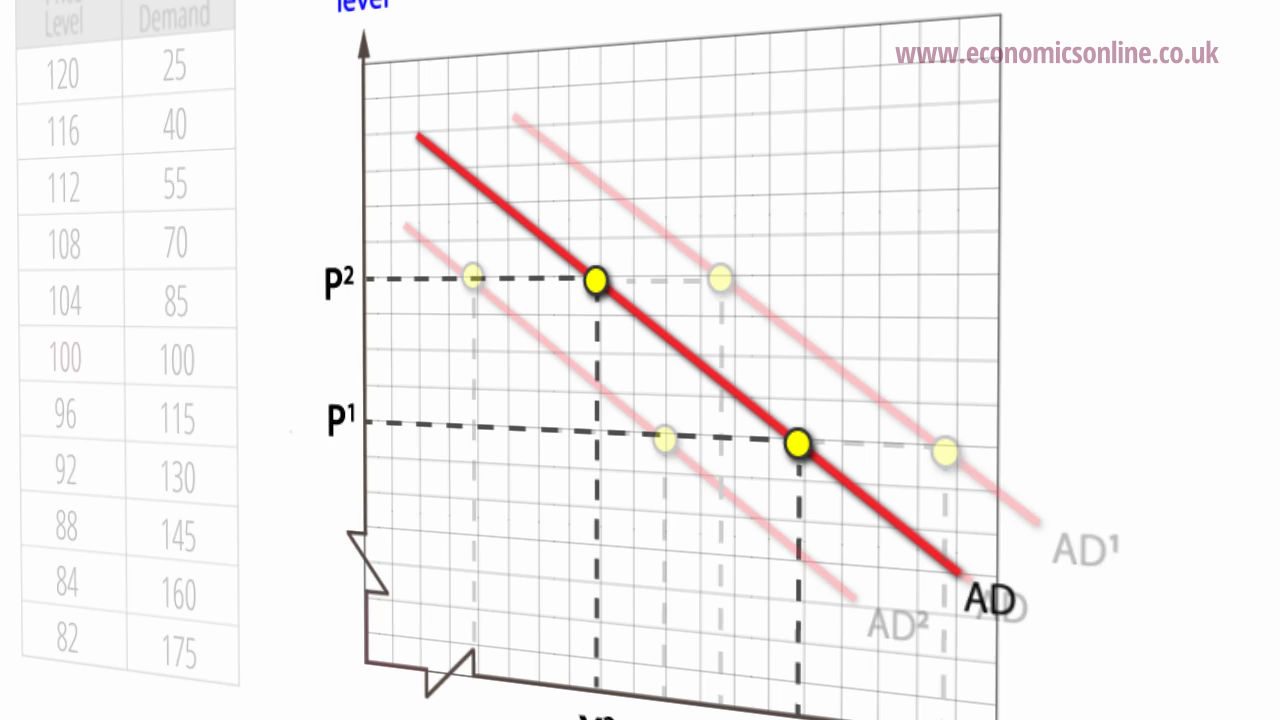 level
www.economicsonline.co.uk
Level Demand
120 25
116 40
112 55
108 70
104 85
100 100
96 115
92 130
88 145
84 160
82 175
P²
P¹
AD¹
AD
AD
AD²